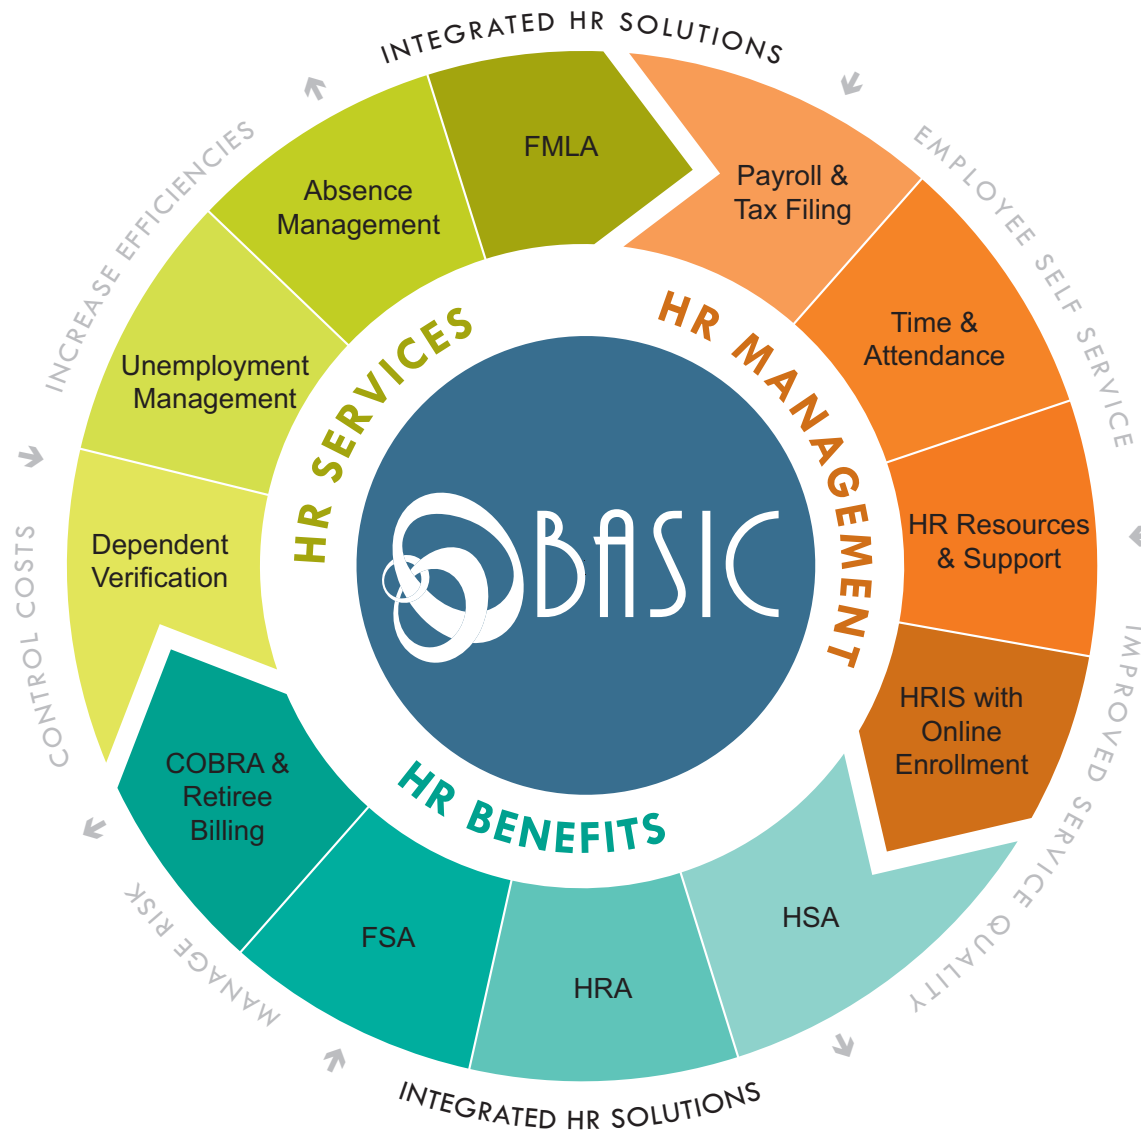 INTEGRATED HR SOLUTIONS
EMPLOYEE SELF SERVICE
IMPROVED SERVICE QUALITY
INTEGRATED HR SOLUTIONS
MANAGE RISK
CONTROL COSTS
INCREASE EFFICIENCIES
FMLA
Payroll &
Tax Filing
Time &
Attendance
HR Resources
& Support
HRIS with
Online
Enrollment
HSA
HRA
FSA
COBRA &
Retiree
Billing
Dependent
Verification
Unemployment
Management
Absence
Management
HR SERVICES
HR MANAGEMENT
HR BENEFITS
BASIC